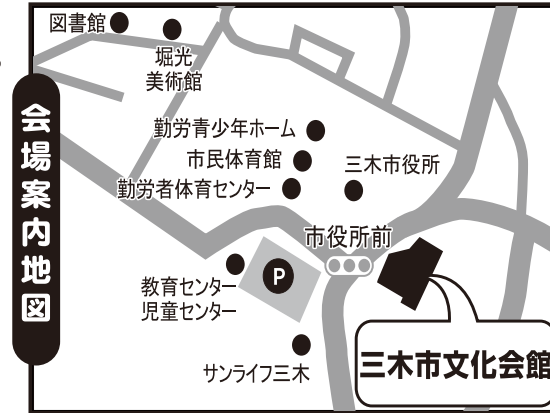 会場案内地図
図書館
堀光
美術館
勤労青少年ホーム
市民体育館
三木市役所
勤労者体育センター
市役所前
教育センター
児童センター
P
サンライフ三木
三木市文化会館